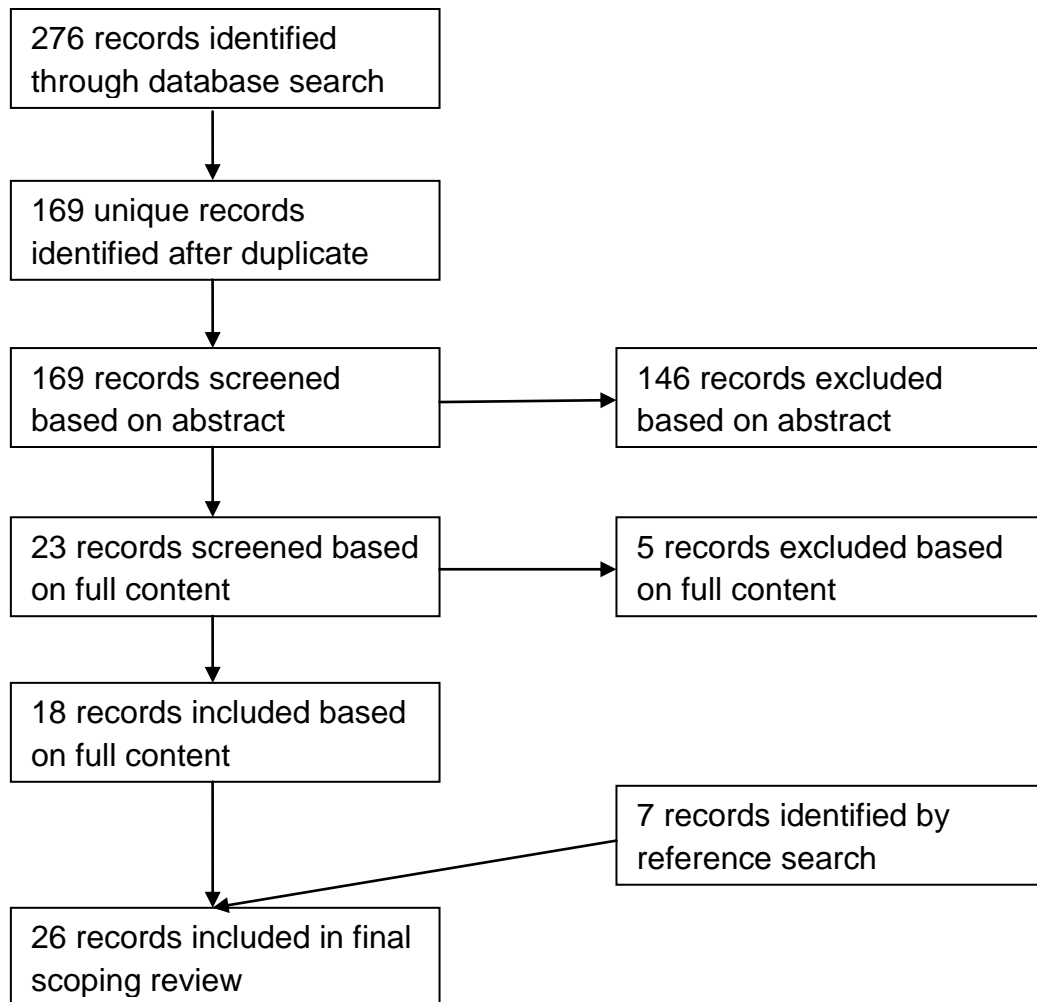 276 records identified
through database search
169 unique records
identified after duplicate
169 records screened
based on abstract
146 records excluded
based on abstract
23 records screened based
on full content
5 records excluded based
on full content
18 records included based
on full content
7 records identified by
reference search
26 records included in final
scoping review